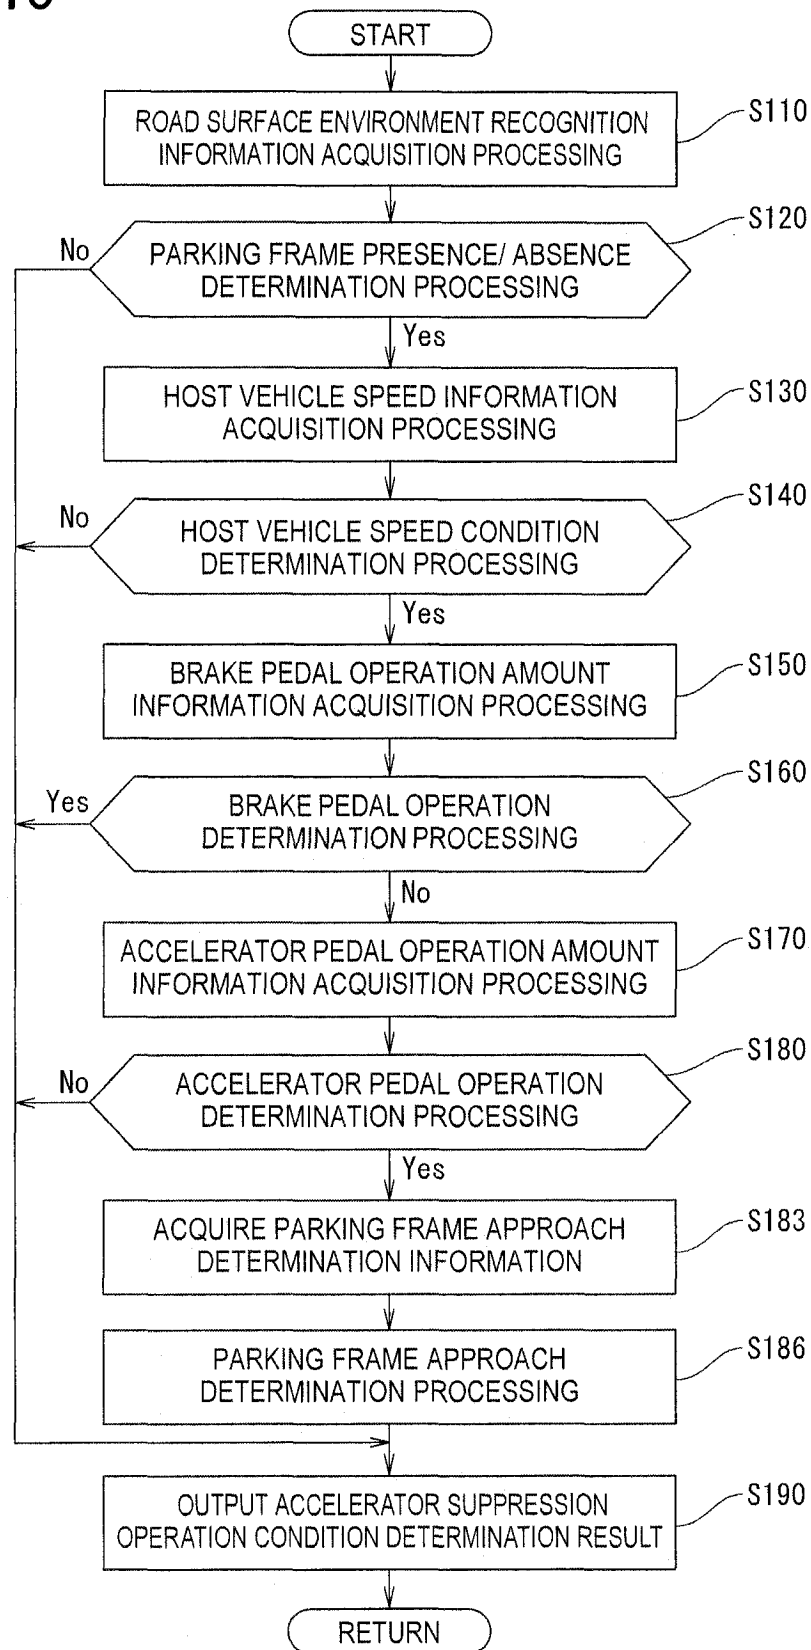 START
ROAD SURFACE ENVIRONMENT RECOGNITION
INFORMATION ACQUISITION PROCESSING
S110
PARKING FRAME PRESENCE/ ABSENCE
DETERMINATION PROCESSING
S120
No
Yes
HOST VEHICLE SPEED INFORMATION
ACQUISITION PROCESSING
S130
HOST VEHICLE SPEED CONDITION
DETERMINATION PROCESSING
S140
No
Yes
BRAKE PEDAL OPERATION AMOUNT
INFORMATION ACQUISITION PROCESSING
S150
BRAKE PEDAL OPERATION
DETERMINATION PROCESSING
S160
Yes
No
ACCELERATOR PEDAL OPERATION AMOUNT
INFORMATION ACQUISITION PROCESSING
S170
ACCELERATOR PEDAL OPERATION
DETERMINATION PROCESSING
S180
No
Yes
ACQUIRE PARKING FRAME APPROACH
DETERMINATION INFORMATION
S183
PARKING FRAME APPROACH
DETERMINATION PROCESSING
S186
OUTPUT ACCELERATOR SUPPRESSION
OPERATION CONDITION DETERMINATION RESULT
S190
RETURN